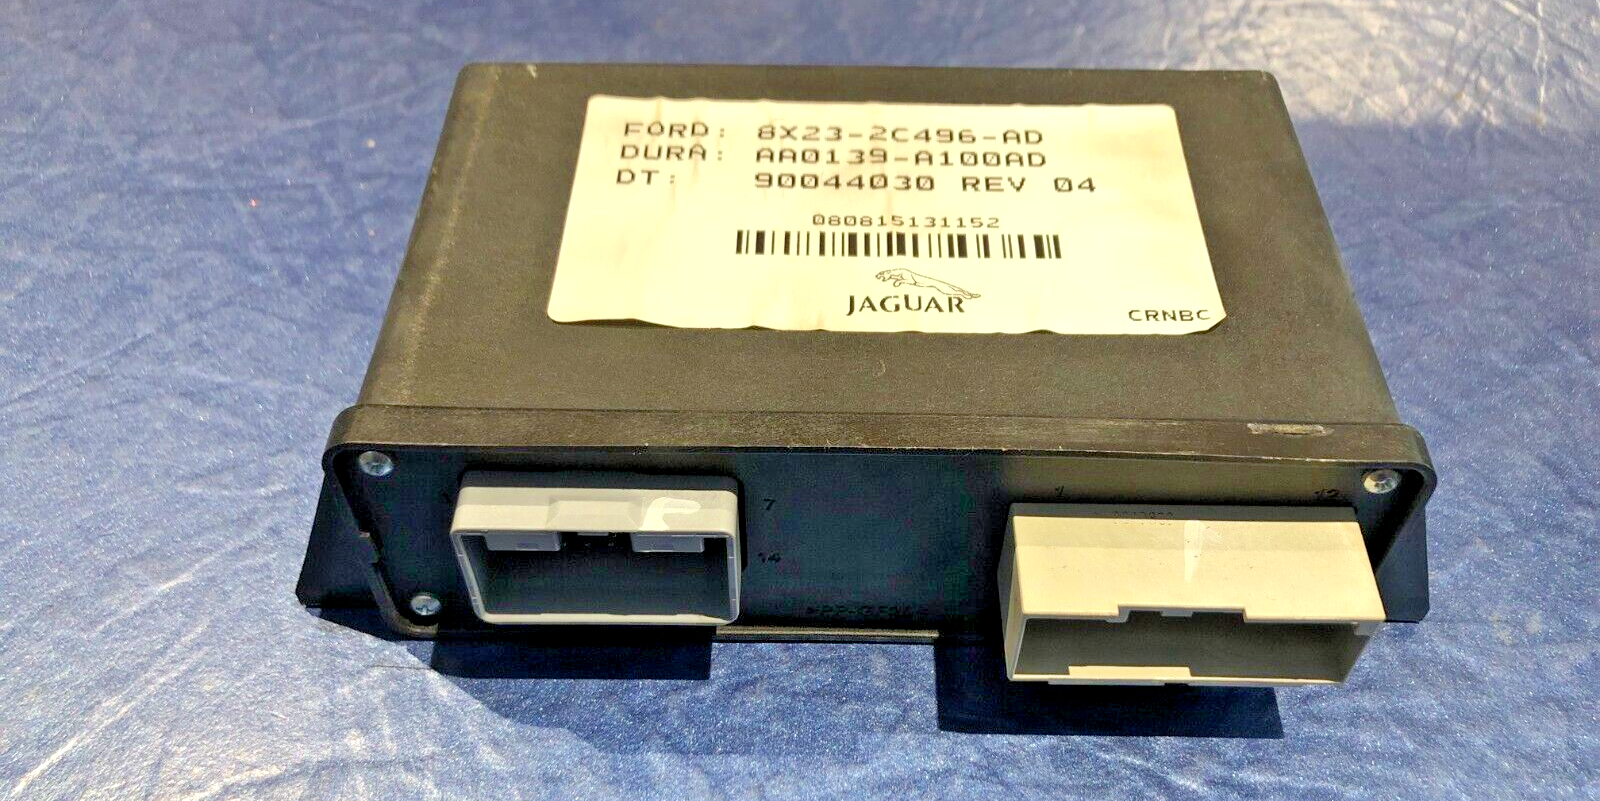 FORD: 8X23-2C496-AD
DURA: AA0139-A100AD
DT: 90044030 REV 04
080815131152
JAGUAR
CRNBC
7
14
1
12